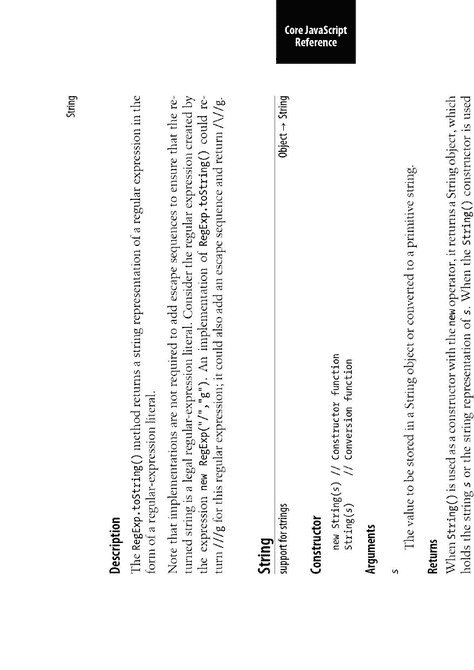 Core JavaScript
Reference
String
Description
The RegExp.toString() method returns a string representation of a regular expression in the
form of a regular-expression literal.
Note that implementations are not required to add escape sequences to ensure that the re-
turned string is a legal regular-expression literal. Consider the regular expression created by
the expression new RegExp("/","g"). An implementation of RegExp.toString() could re-
turn ///g for this regular expression; it could also add an escape sequence and return /\//g.
String Object → String
support for strings
Constructor
new String(s) // Constructor function
String(s) // Conversion function
Arguments
s
The value to be stored in a String object or converted to a primitive string.
Returns
When String() is used as a constructor with the new operator, it returns a String object, which
holds the string s or the string representation of s. When the String() constructor is used